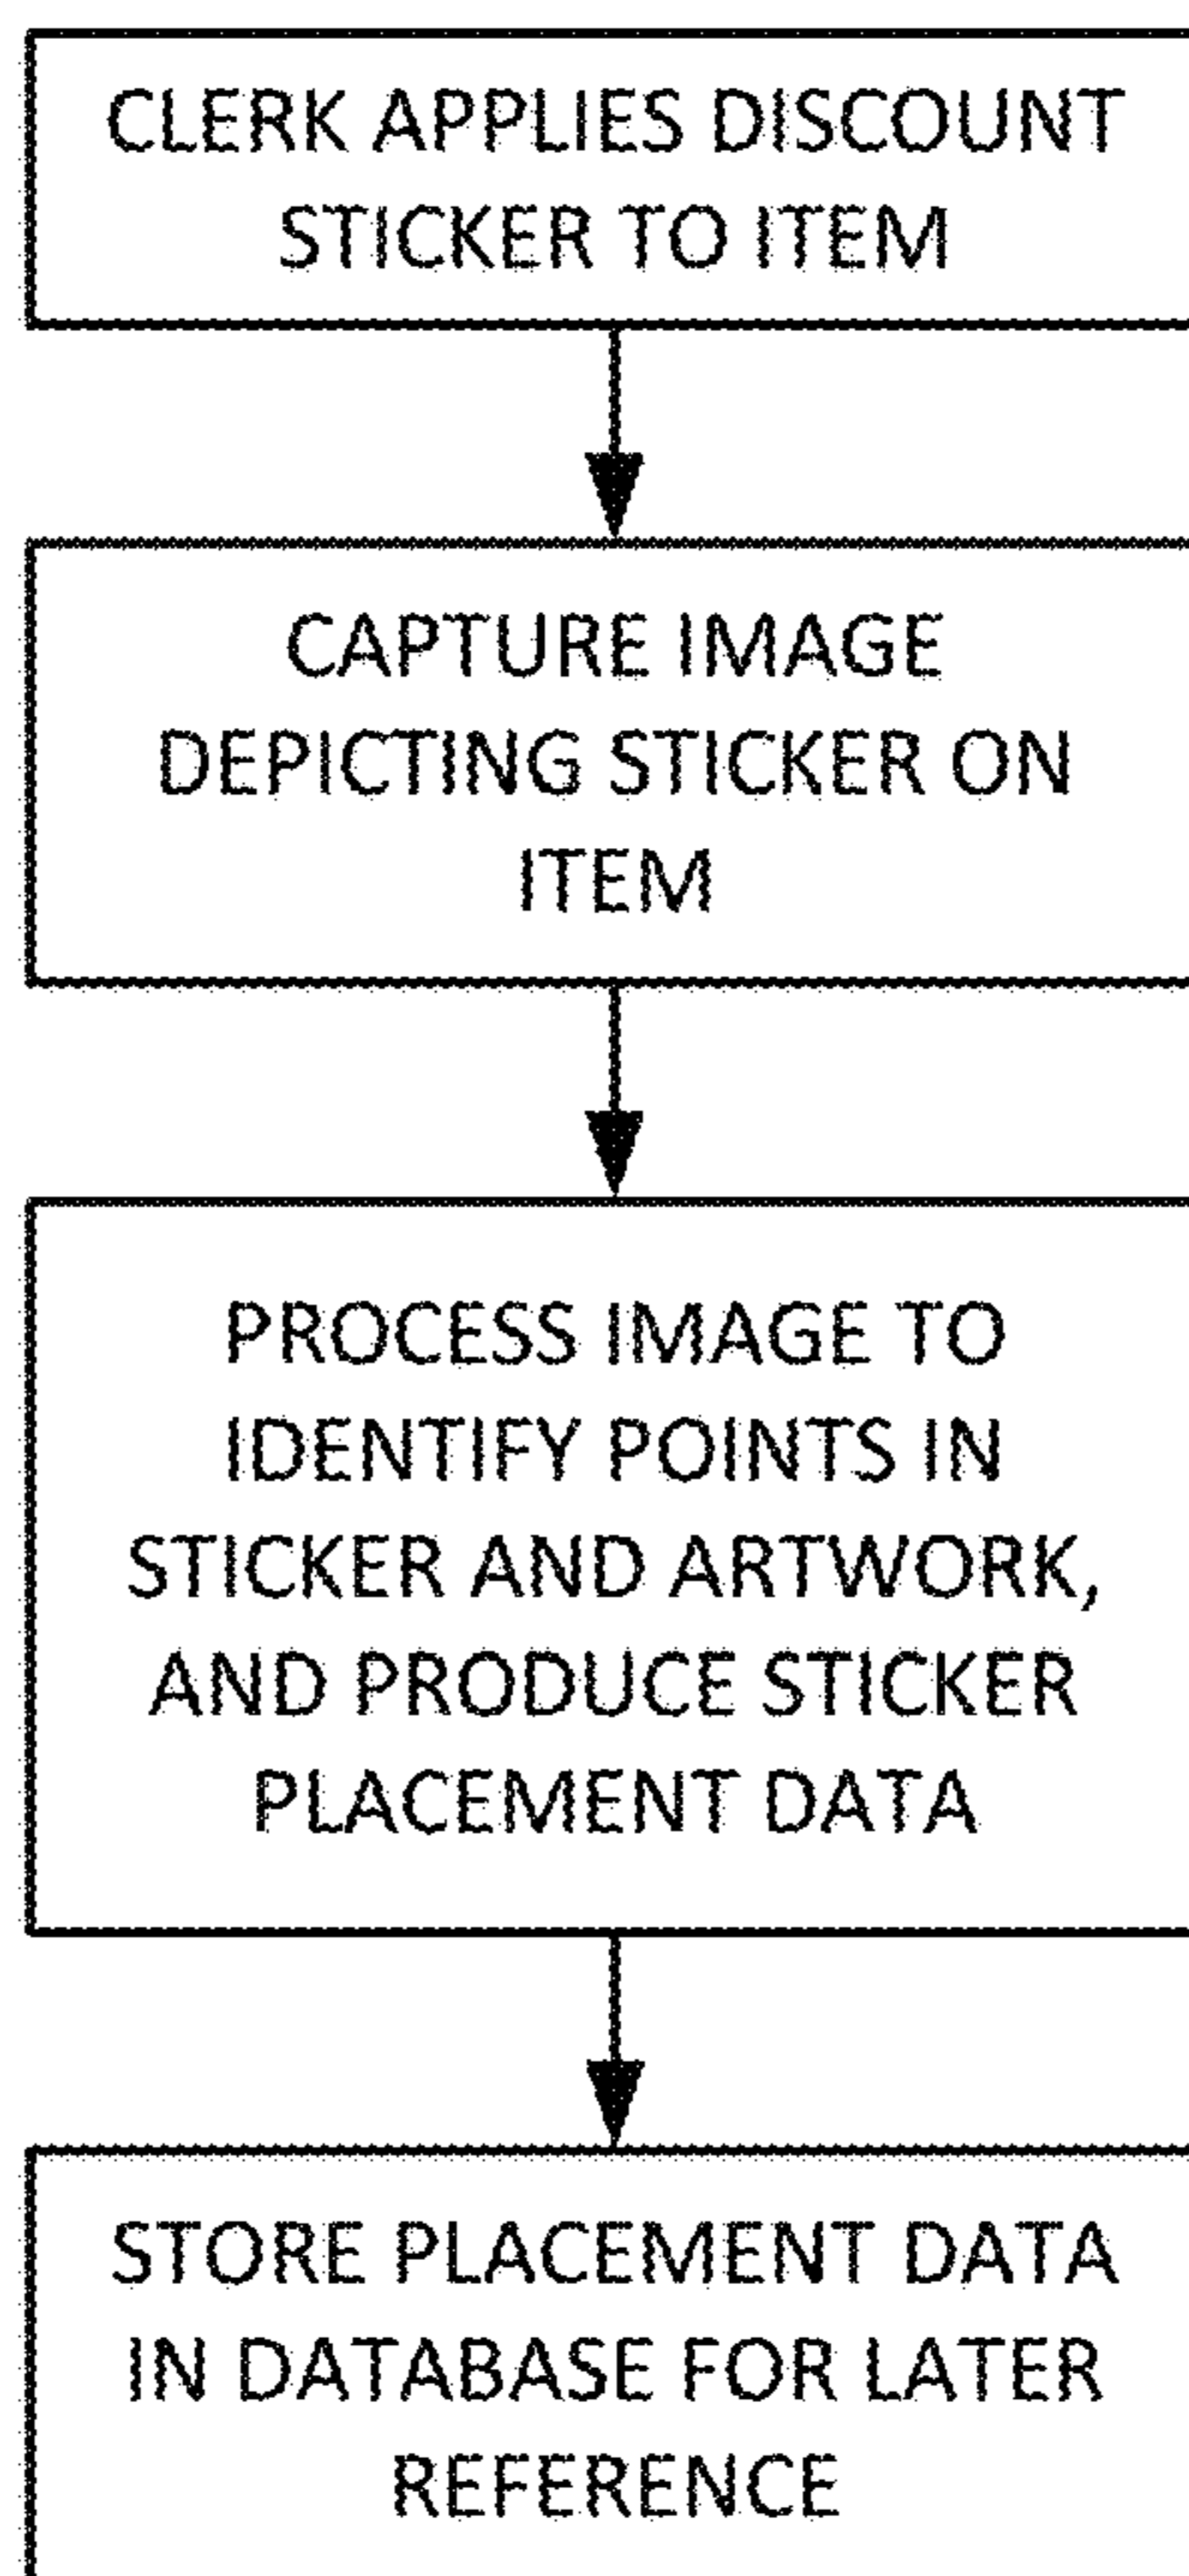 CLERK APPLIES DISCOUNT
STICKER TO ITEM
CAPTURE IMAGE
DEPICTING STICKER ON
ITEM
PROCESS IMAGE TO
IDENTIFY POINTS IN
STICKER AND ARTWORK,
AND PRODUCE STICKER
PLACEMENT DATA
STORE PLACEMENT DATA
IN DATABASE FOR LATER
REFERENCE